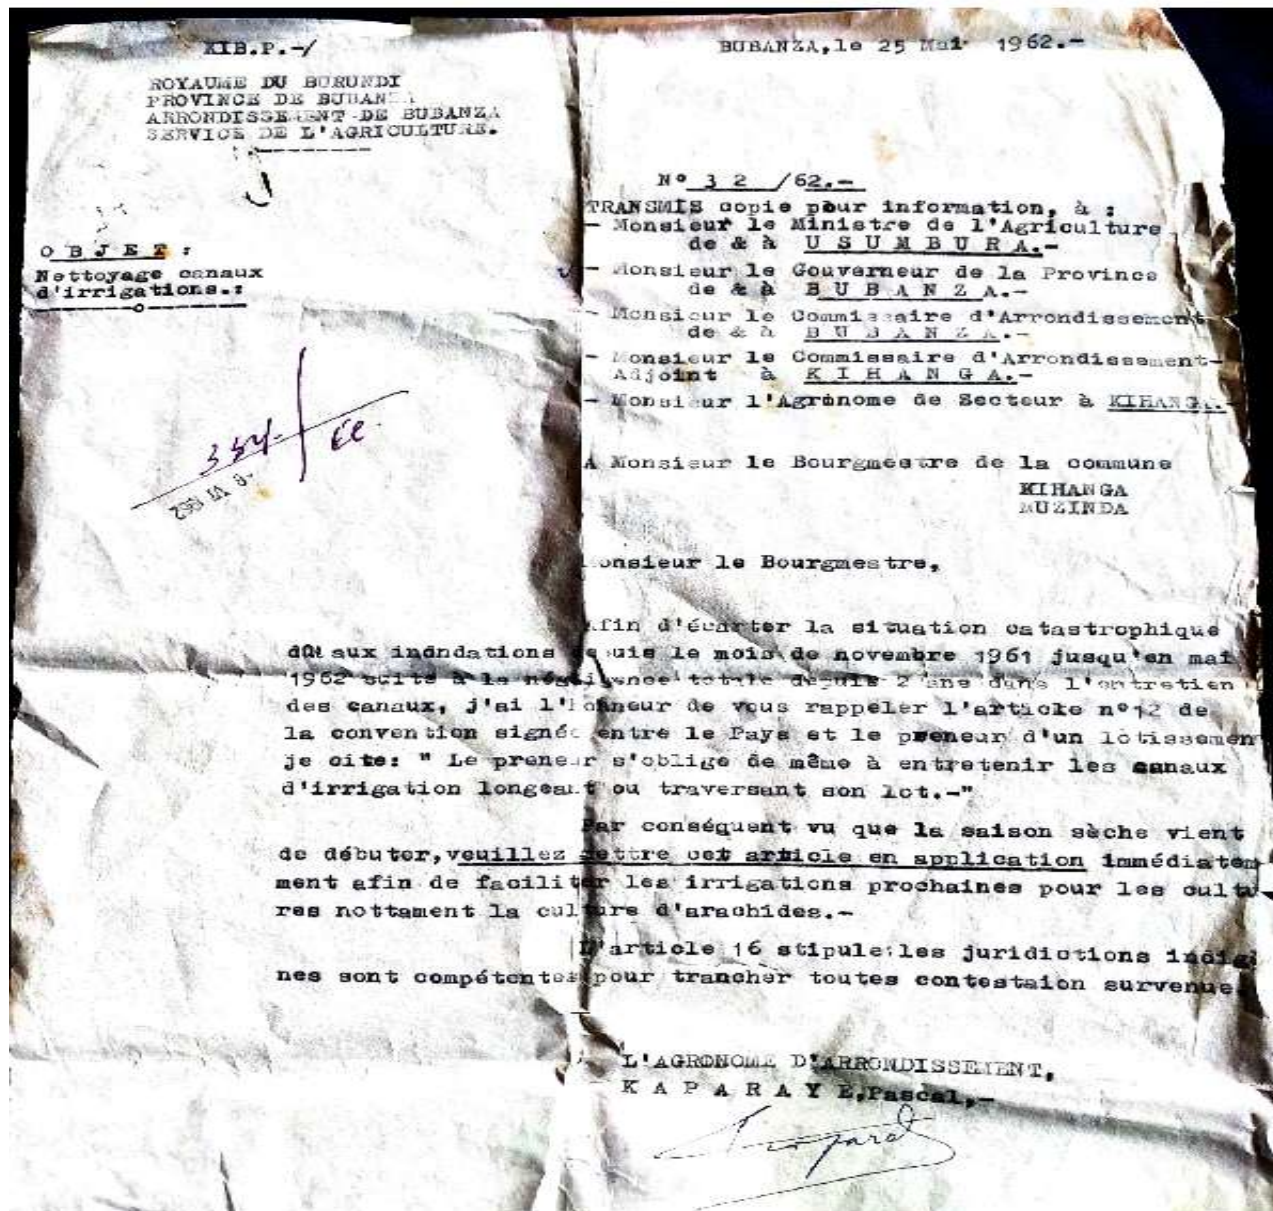 KIB.P.-/
BUBANZA,le 25 Mai 1962.-
ROYAUME DU BURUNDI
PROVINCE DE BUBANZA
ARRONDISSEMENT DE BUBANZA
SERVICE DE L'AGRICULTURE.
N° 3 2 /62.-
TRANSMIS copie pour information, à :
- Monsieur le Ministre de l'Agriculture
de & à U S U M B U R A.-
- Monsieur le Gouverneur de la Province
de & à B U B A N Z A.-
- Monsieur le Commissaire d'Arrondissement
de & à B U B A N Z A.-
- Monsieur le Commissaire d'Arrondissement-
Adjoint à K I H A N G A.-
- Monsieur l'Agronome de Secteur à KIHANGA.-
O B J E T :
Nettoyage canaux
d'irrigations.:
--------o--------
354 / EC.
-6 VI 962
A Monsieur le Bourgmestre de la commune
KIHANGA
MUZINDA
Monsieur le Bourgmestre,
Afin d'écarter la situation catastrophique
dûe aux inondations depuis le mois de novembre 1961 jusqu'en mai
1962 suite à la négligence totale depuis 2 ans dans l'entretien
des canaux, j'ai l'honneur de vous rappeler l'article n°12 de
la convention signée entre le Pays et le preneur d'un lotissement
je cite: " Le preneur s'oblige de même à entretenir les canaux
d'irrigation longeant ou traversant son lot.-"
Par conséquent vu que la saison sèche vient
de débuter, veuillez mettre cet article en application immédiatem-
ment afin de faciliter les irrigations prochaines pour les cultu-
res nottament la culture d'arachides.-
L'article 16 stipule:les juridictions indigè
nes sont compétentes pour trancher toutes contestaion survenue.
L'AGRONOME D'ARRONDISSEMENT,
K A P A R A Y E,Pascal,-